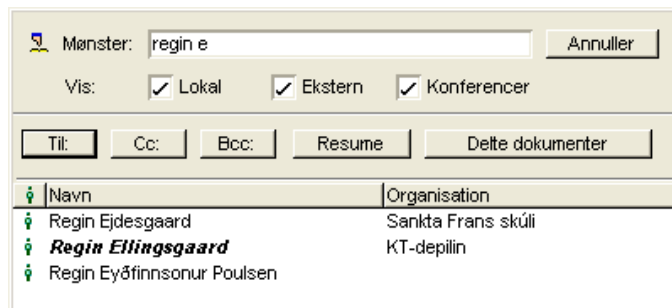 Mønster: regin e Annuller
Vis: Lokal Ekstern Konferencer
Til: Cc: Bcc: Resume Delte dokumenter
Navn Organisation
Regin Ejdesgaard Sankta Frans skúli
Regin Ellingsgaard KT-depilin
Regin Eyðfinnsonur Poulsen